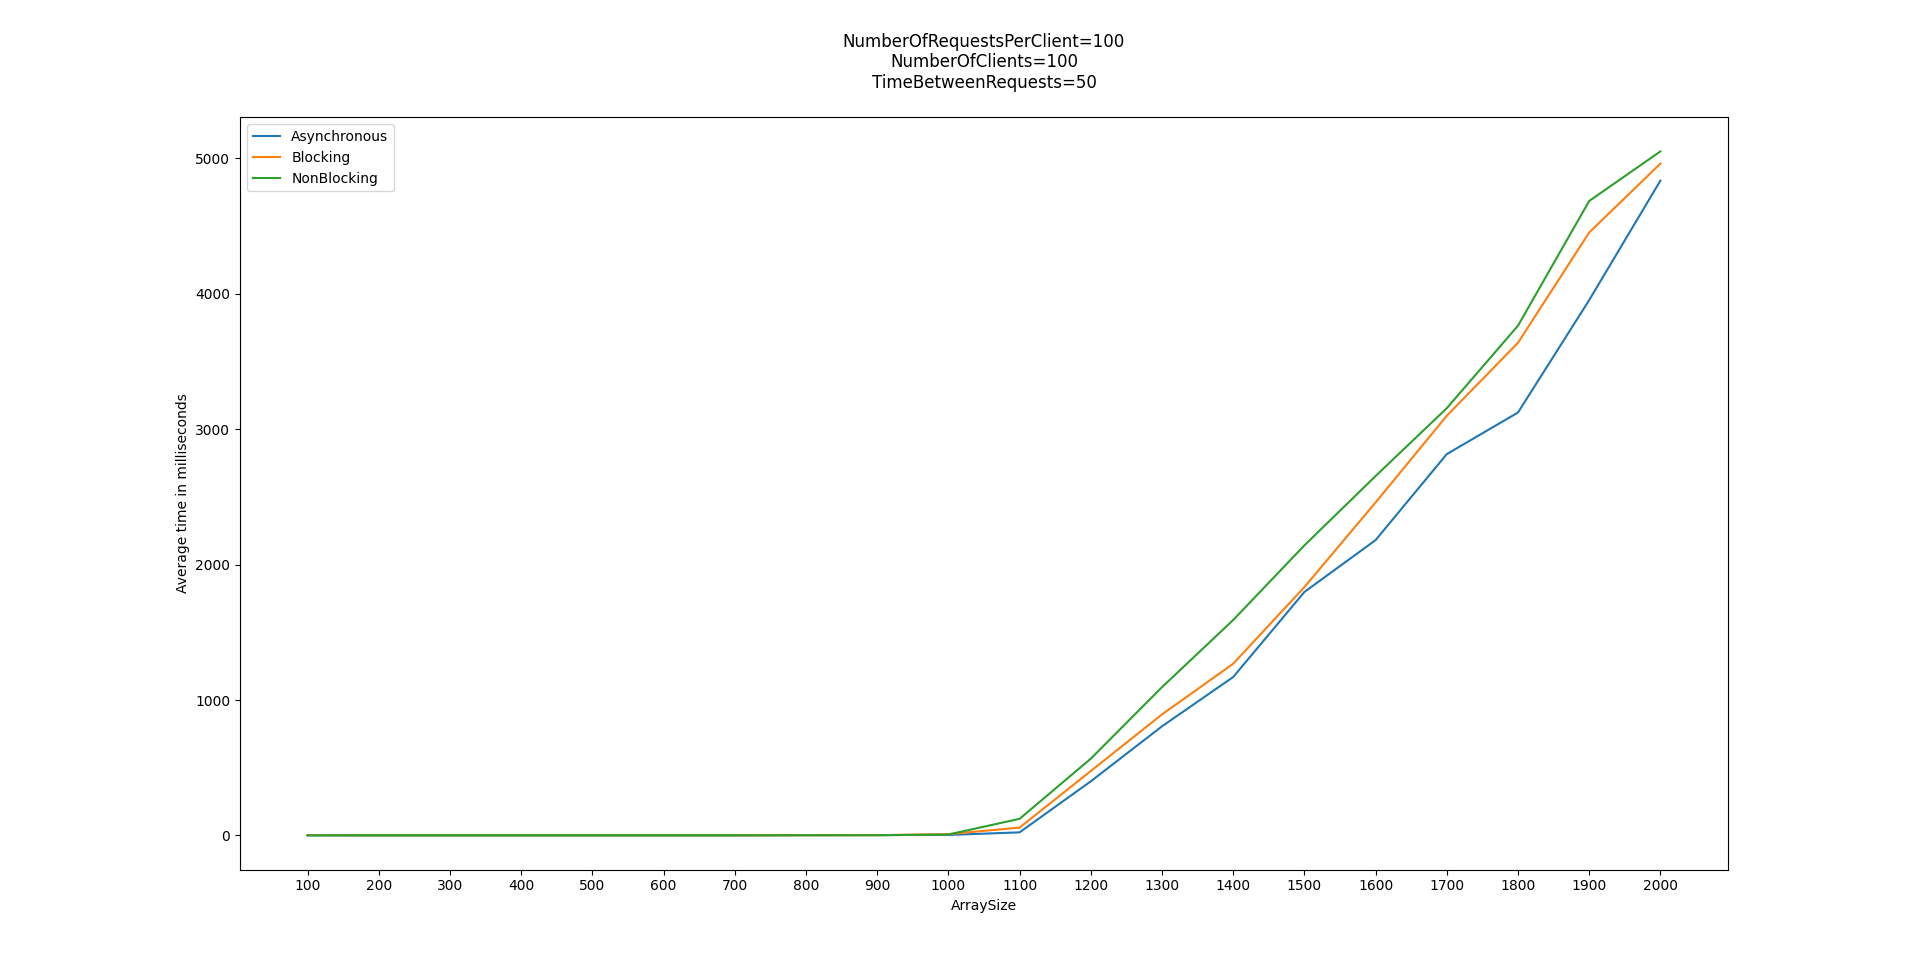 NumberOfRequestsPerClient=100
NumberOfClients=100
TimeBetweenRequests=50
Asynchronous
Blocking
NonBlocking
Average time in milliseconds
5000
4000
3000
2000
1000
0
100 200 300 400 500 600 700 800 900 1000 1100 1200 1300 1400 1500 1600 1700 1800 1900 2000
ArraySize